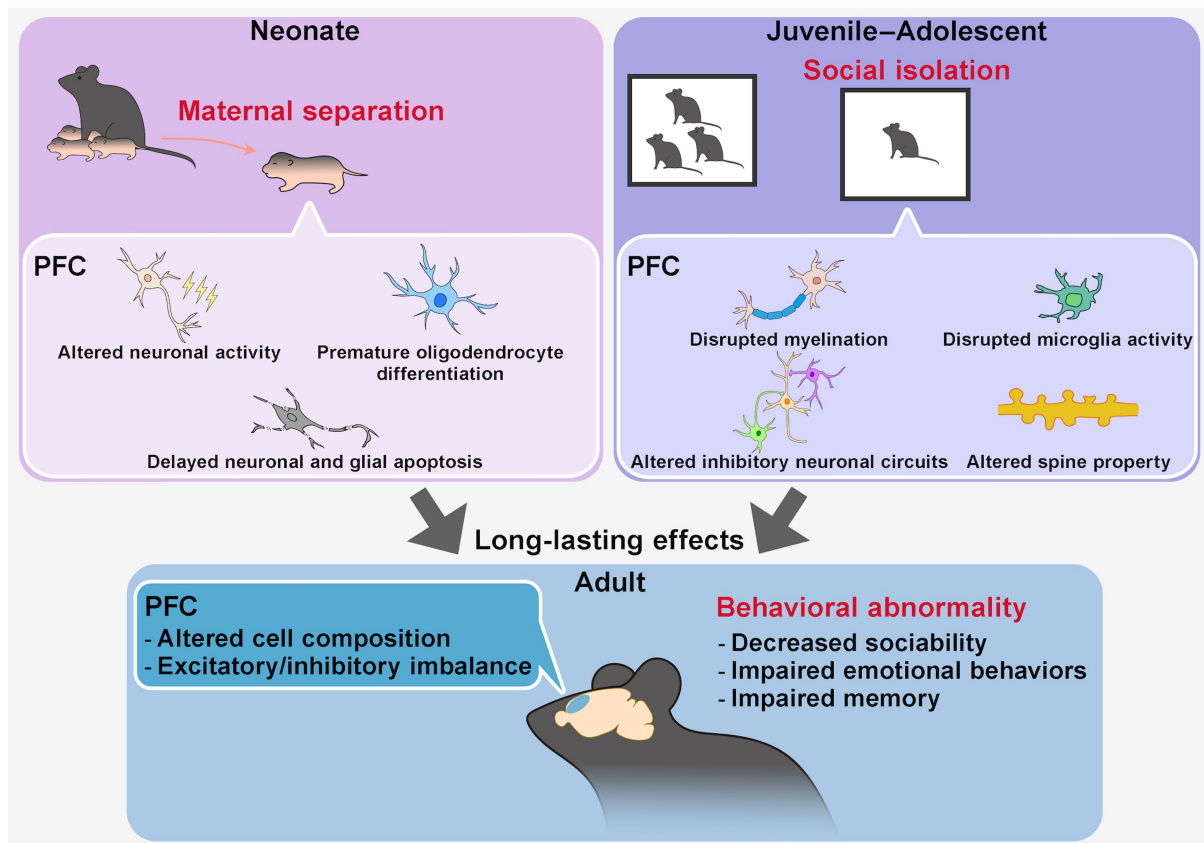 Neonate
Maternal separation
PFC
Altered neuronal activity
Premature oligodendrocyte
differentiation
Delayed neuronal and glial apoptosis
Juvenile–Adolescent
Social isolation
PFC
Disrupted myelination
Disrupted microglia activity
Altered inhibitory neuronal circuits
Altered spine property
Long-lasting effects
Adult
PFC
- Altered cell composition
- Excitatory/inhibitory imbalance
Behavioral abnormality
- Decreased sociability
- Impaired emotional behaviors
- Impaired memory